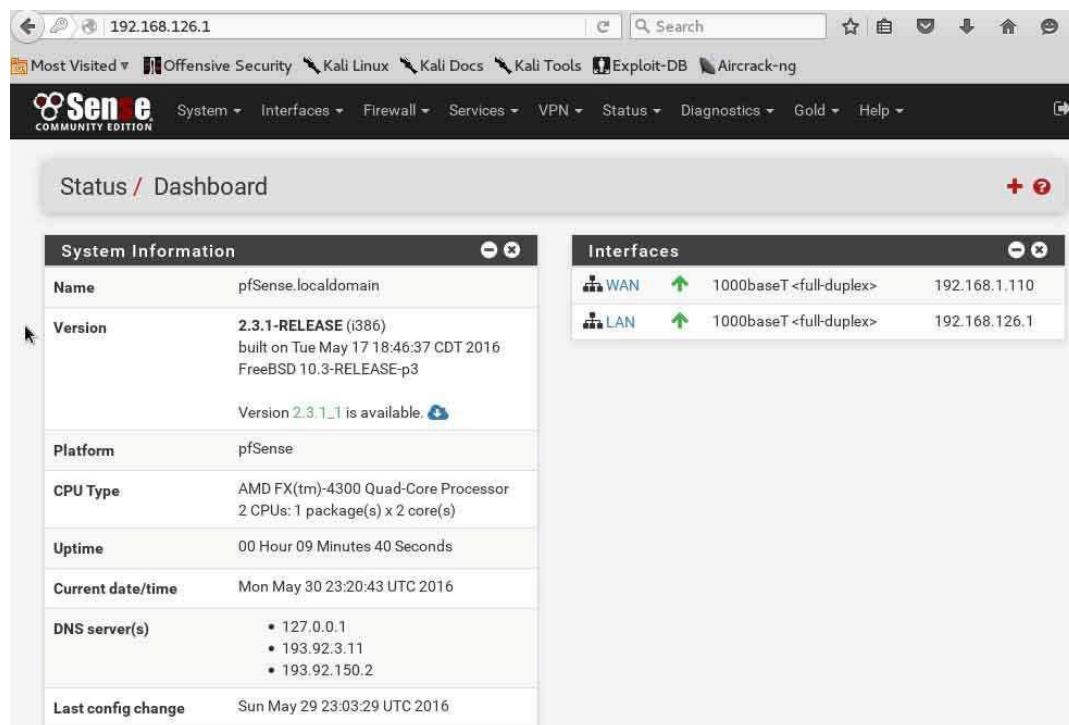 192.168.126.1
Search
Most Visited Offensive Security Kali Linux Kali Docs Kali Tools Exploit-DB Aircrack-ng
Sense
COMMUNITY EDITION
System Interfaces Firewall Services VPN Status Diagnostics Gold Help
Status / Dashboard
System Information
Name pfSense.localdomain
Version 2.3.1-RELEASE (i386)
built on Tue May 17 18:46:37 CDT 2016
FreeBSD 10.3-RELEASE-p3
Version 2.3.1_1 is available.
Platform pfSense
CPU Type AMD FX(tm)-4300 Quad-Core Processor
2 CPUs: 1 package(s) x 2 core(s)
Uptime 00 Hour 09 Minutes 40 Seconds
Current date/time Mon May 30 23:20:43 UTC 2016
DNS server(s)
• 127.0.0.1
• 193.92.3.11
• 193.92.150.2
Last config change Sun May 29 23:03:29 UTC 2016
Interfaces
WAN 1000baseT <full-duplex> 192.168.1.110
LAN 1000baseT <full-duplex> 192.168.126.1